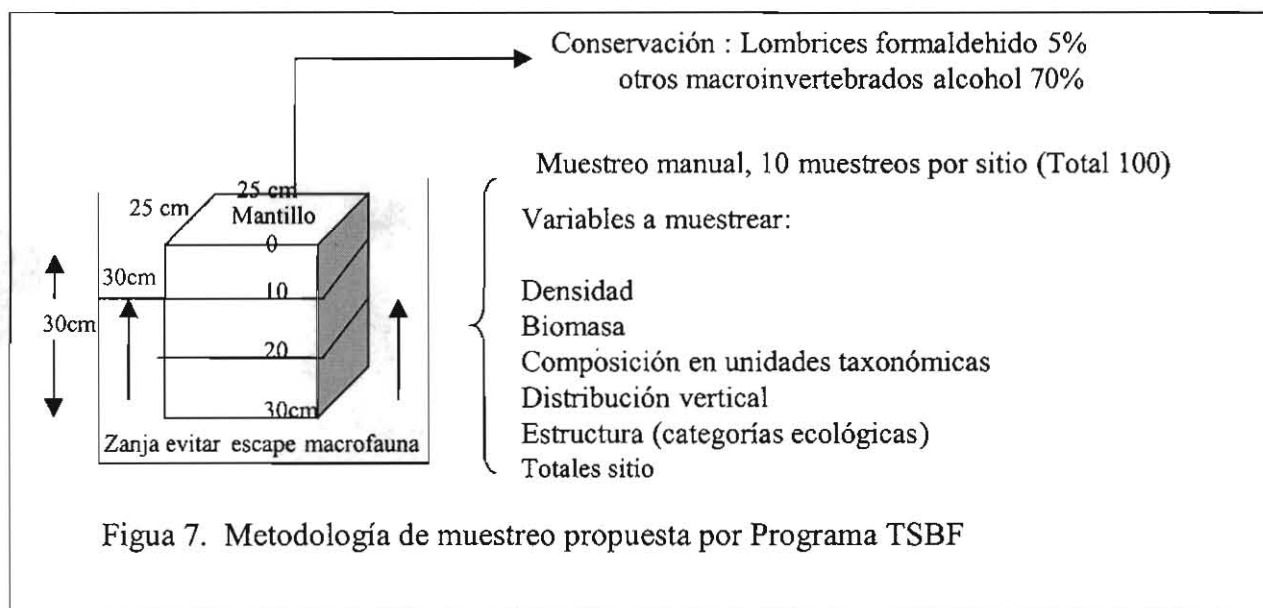 Conservación : Lombrices formaldehido 5%
otros macroinvertebrados alcohol 70%
Muestreo manual, 10 muestreos por sitio (Total 100)
Variables a muestrear:
Densidad
Biomasa
Composición en unidades taxonómicas
Distribución vertical
Estructura (categorías ecológicas)
Totales sitio
25 cm
25 cm
Mantillo
0
30cm
10
30cm
20
30cm
Zanja evitar escape macrofauna
Figua 7. Metodología de muestreo propuesta por Programa TSBF